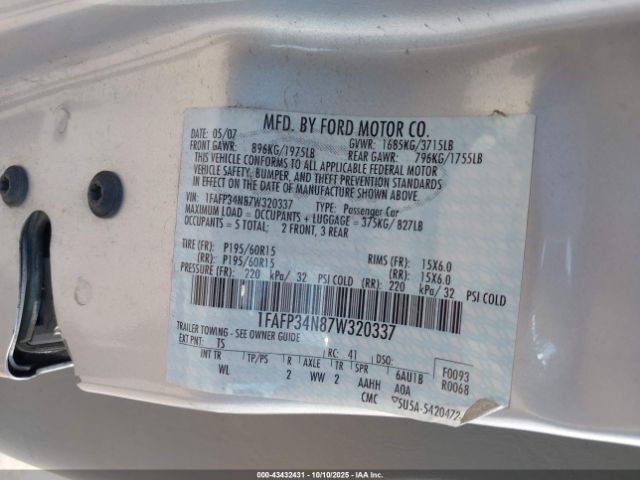 MFD. BY FORD MOTOR CO.
DATE: 05/07 GVWR: 1685KG/3715LB
FRONT GAWR: 896KG/1975LB REAR GAWR: 796KG/1755LB
THIS VEHICLE CONFORMS TO ALL APPLICABLE FEDERAL MOTOR
VEHICLE SAFETY, BUMPER, AND THEFT PREVENTION STANDARDS
IN EFFECT ON THE DATE OF MANUFACTURE SHOWN ABOVE.
VIN: 1FAFP34N87W320337 TYPE: Passenger Car
MAXIMUM LOAD = OCCUPANTS + LUGGAGE = 375KG/ 827LB
OCCUPANTS = 5 TOTAL; 2 FRONT, 3 REAR
TIRE (FR): P195/60R15 RIMS (FR): 15X6.0
(RR): P195/60R15 (RR): 15X6.0
PRESSURE (FR): 220 kPa/ 32 PSI COLD (RR): 220 kPa/ 32 PSI COLD
1FAFP34N87W320337
TRAILER TOWING - SEE OWNER GUIDE
EXT PNT: TS RC: 41 DSO: F0093
INT TR TP/PS R AXLE TR SPR 6AU1B R0068
WL 2 WW 2 AAHH A0A
CMC 5U5A-5420472-
000-43432431 - 10/10/2025 - IAAI.COM